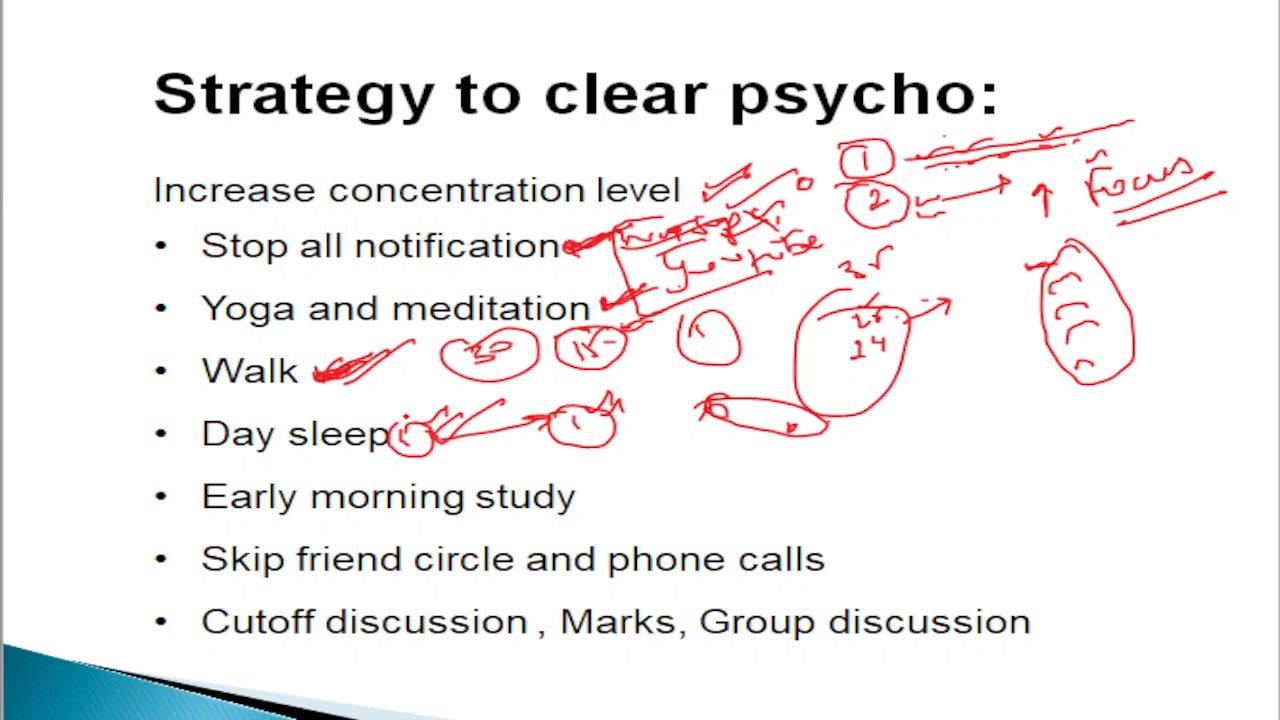 Strategy to clear psycho:
1
Increase concentration level
2
Focus
• Stop all notification
Youtube
• Yoga and meditation
30
15
24
• Walk
• Day sleep
• Early morning study
• Skip friend circle and phone calls
• Cutoff discussion , Marks, Group discussion